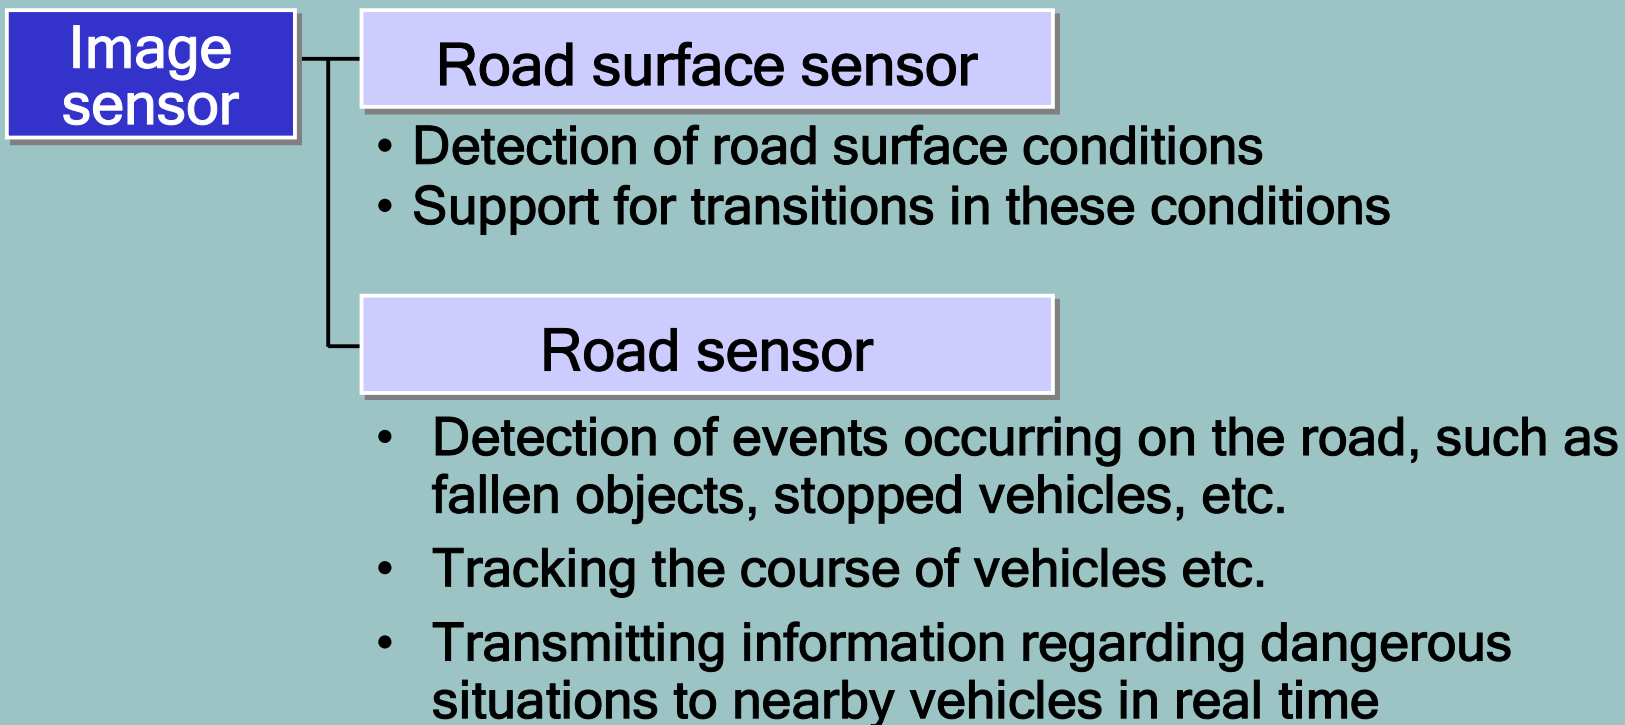 Image
sensor
Road surface sensor
• Detection of road surface conditions
• Support for transitions in these conditions
Road sensor
• Detection of events occurring on the road, such as
fallen objects, stopped vehicles, etc.
• Tracking the course of vehicles etc.
• Transmitting information regarding dangerous
situations to nearby vehicles in real time